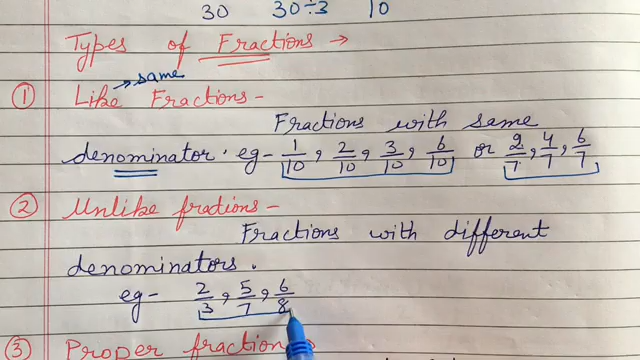 30 30÷3 10
Types of Fractions →
→ same
① Like Fractions -
Fractions with same
denominator. eg- 1/10, 2/10, 3/10, 6/10 or 2/7, 4/7, 6/7
② Unlike frations -
Fractions with different
denominators.
eg- 2/3, 5/7, 6/8
③ Proper fractions